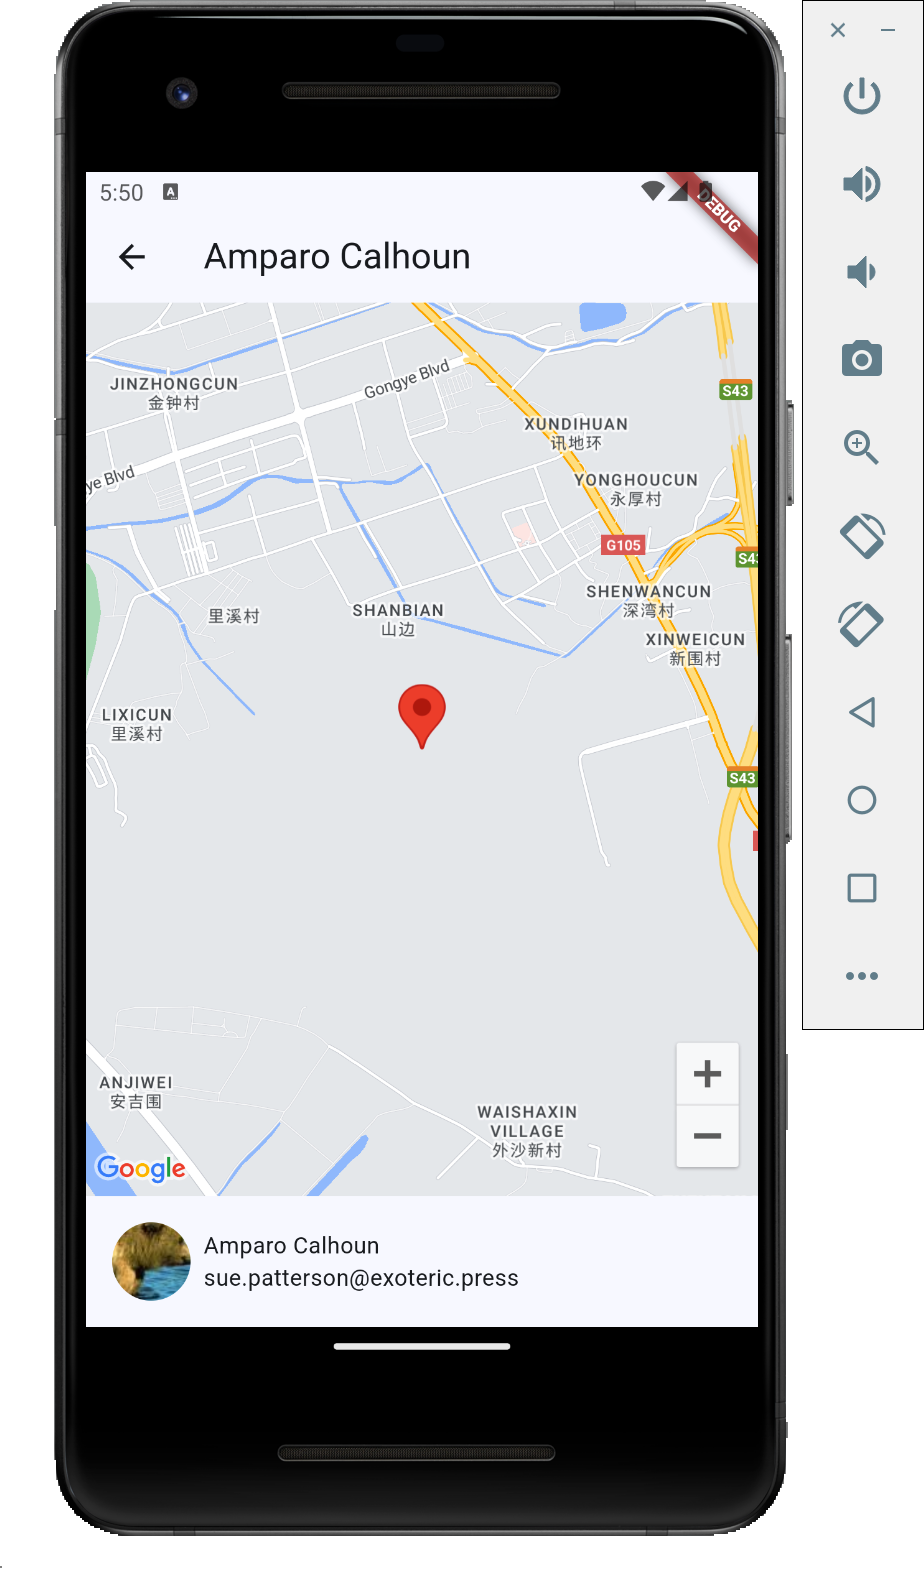 5:50
DEBUG
Amparo Calhoun
JINZHONGCUN
金钟村
Gongye Blvd
S43
XUNDIHUAN
讯地环
ye Blvd
YONGHOUCUN
永厚村
G105
S43
SHENWANCUN
深湾村
里溪村
SHANBIAN
山边
XINWEICUN
新围村
LIXICUN
里溪村
S43
ANJIWEI
安吉围
WAISHAXIN
VILLAGE
外沙新村
Google
Amparo Calhoun
sue.patterson@exoteric.press